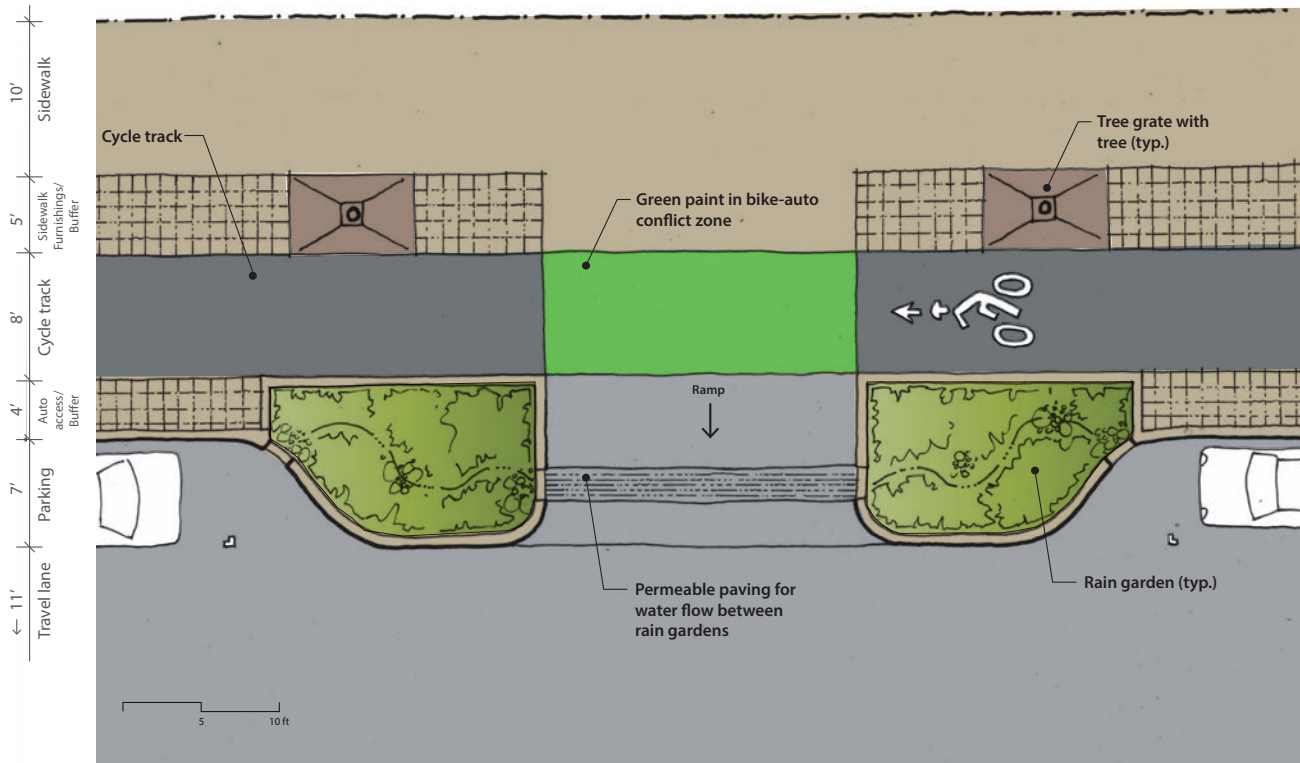 10'
Sidewalk
5'
Sidewalk
Furnishings/
Buffer
8'
Cycle track
4'
Auto
access/
Buffer
7'
Parking
← 11'
Travel lane
Cycle track
Tree grate with
tree (typ.)
Green paint in bike-auto
conflict zone
Ramp
Permeable paving for
water flow between
rain gardens
Rain garden (typ.)
5
10 ft